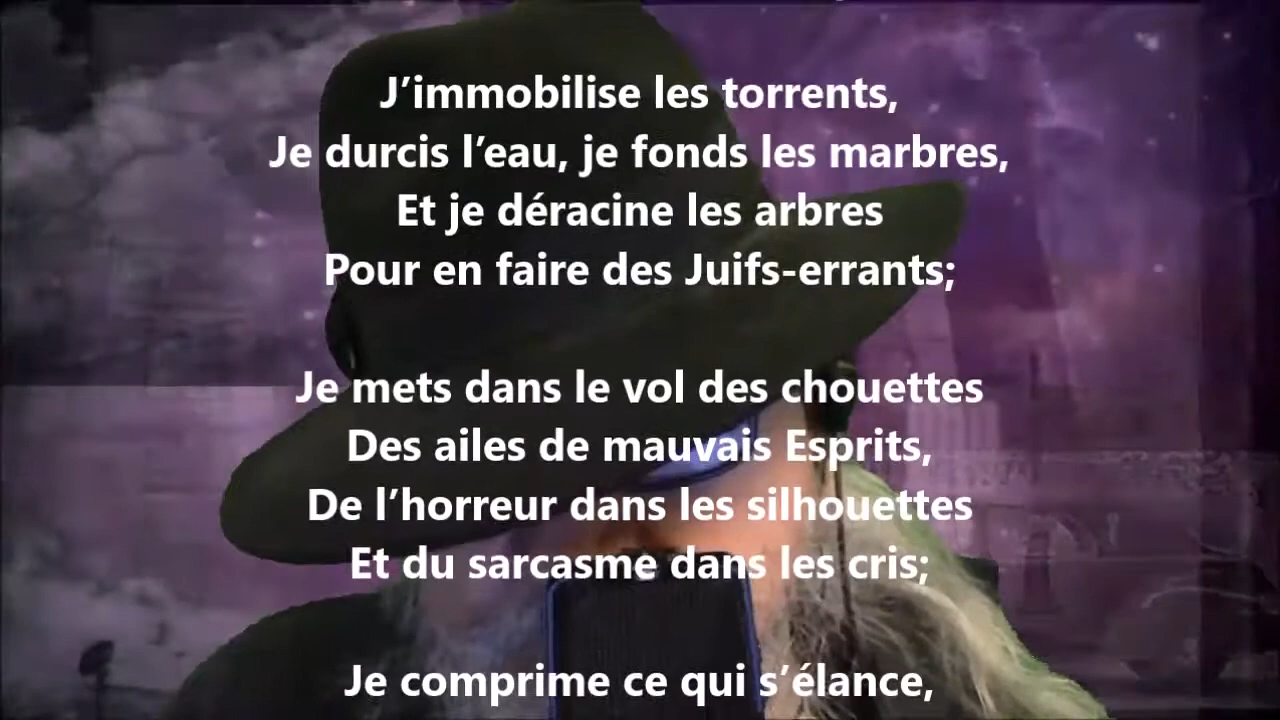 J’immobilise les torrents,
Je durcis l’eau, je fonds les marbres,
Et je déracine les arbres
Pour en faire des Juifs-errants;
Je mets dans le vol des chouettes
Des ailes de mauvais Esprits,
De l’horreur dans les silhouettes
Et du sarcasme dans les cris;
Je comprime ce qui s’élance,